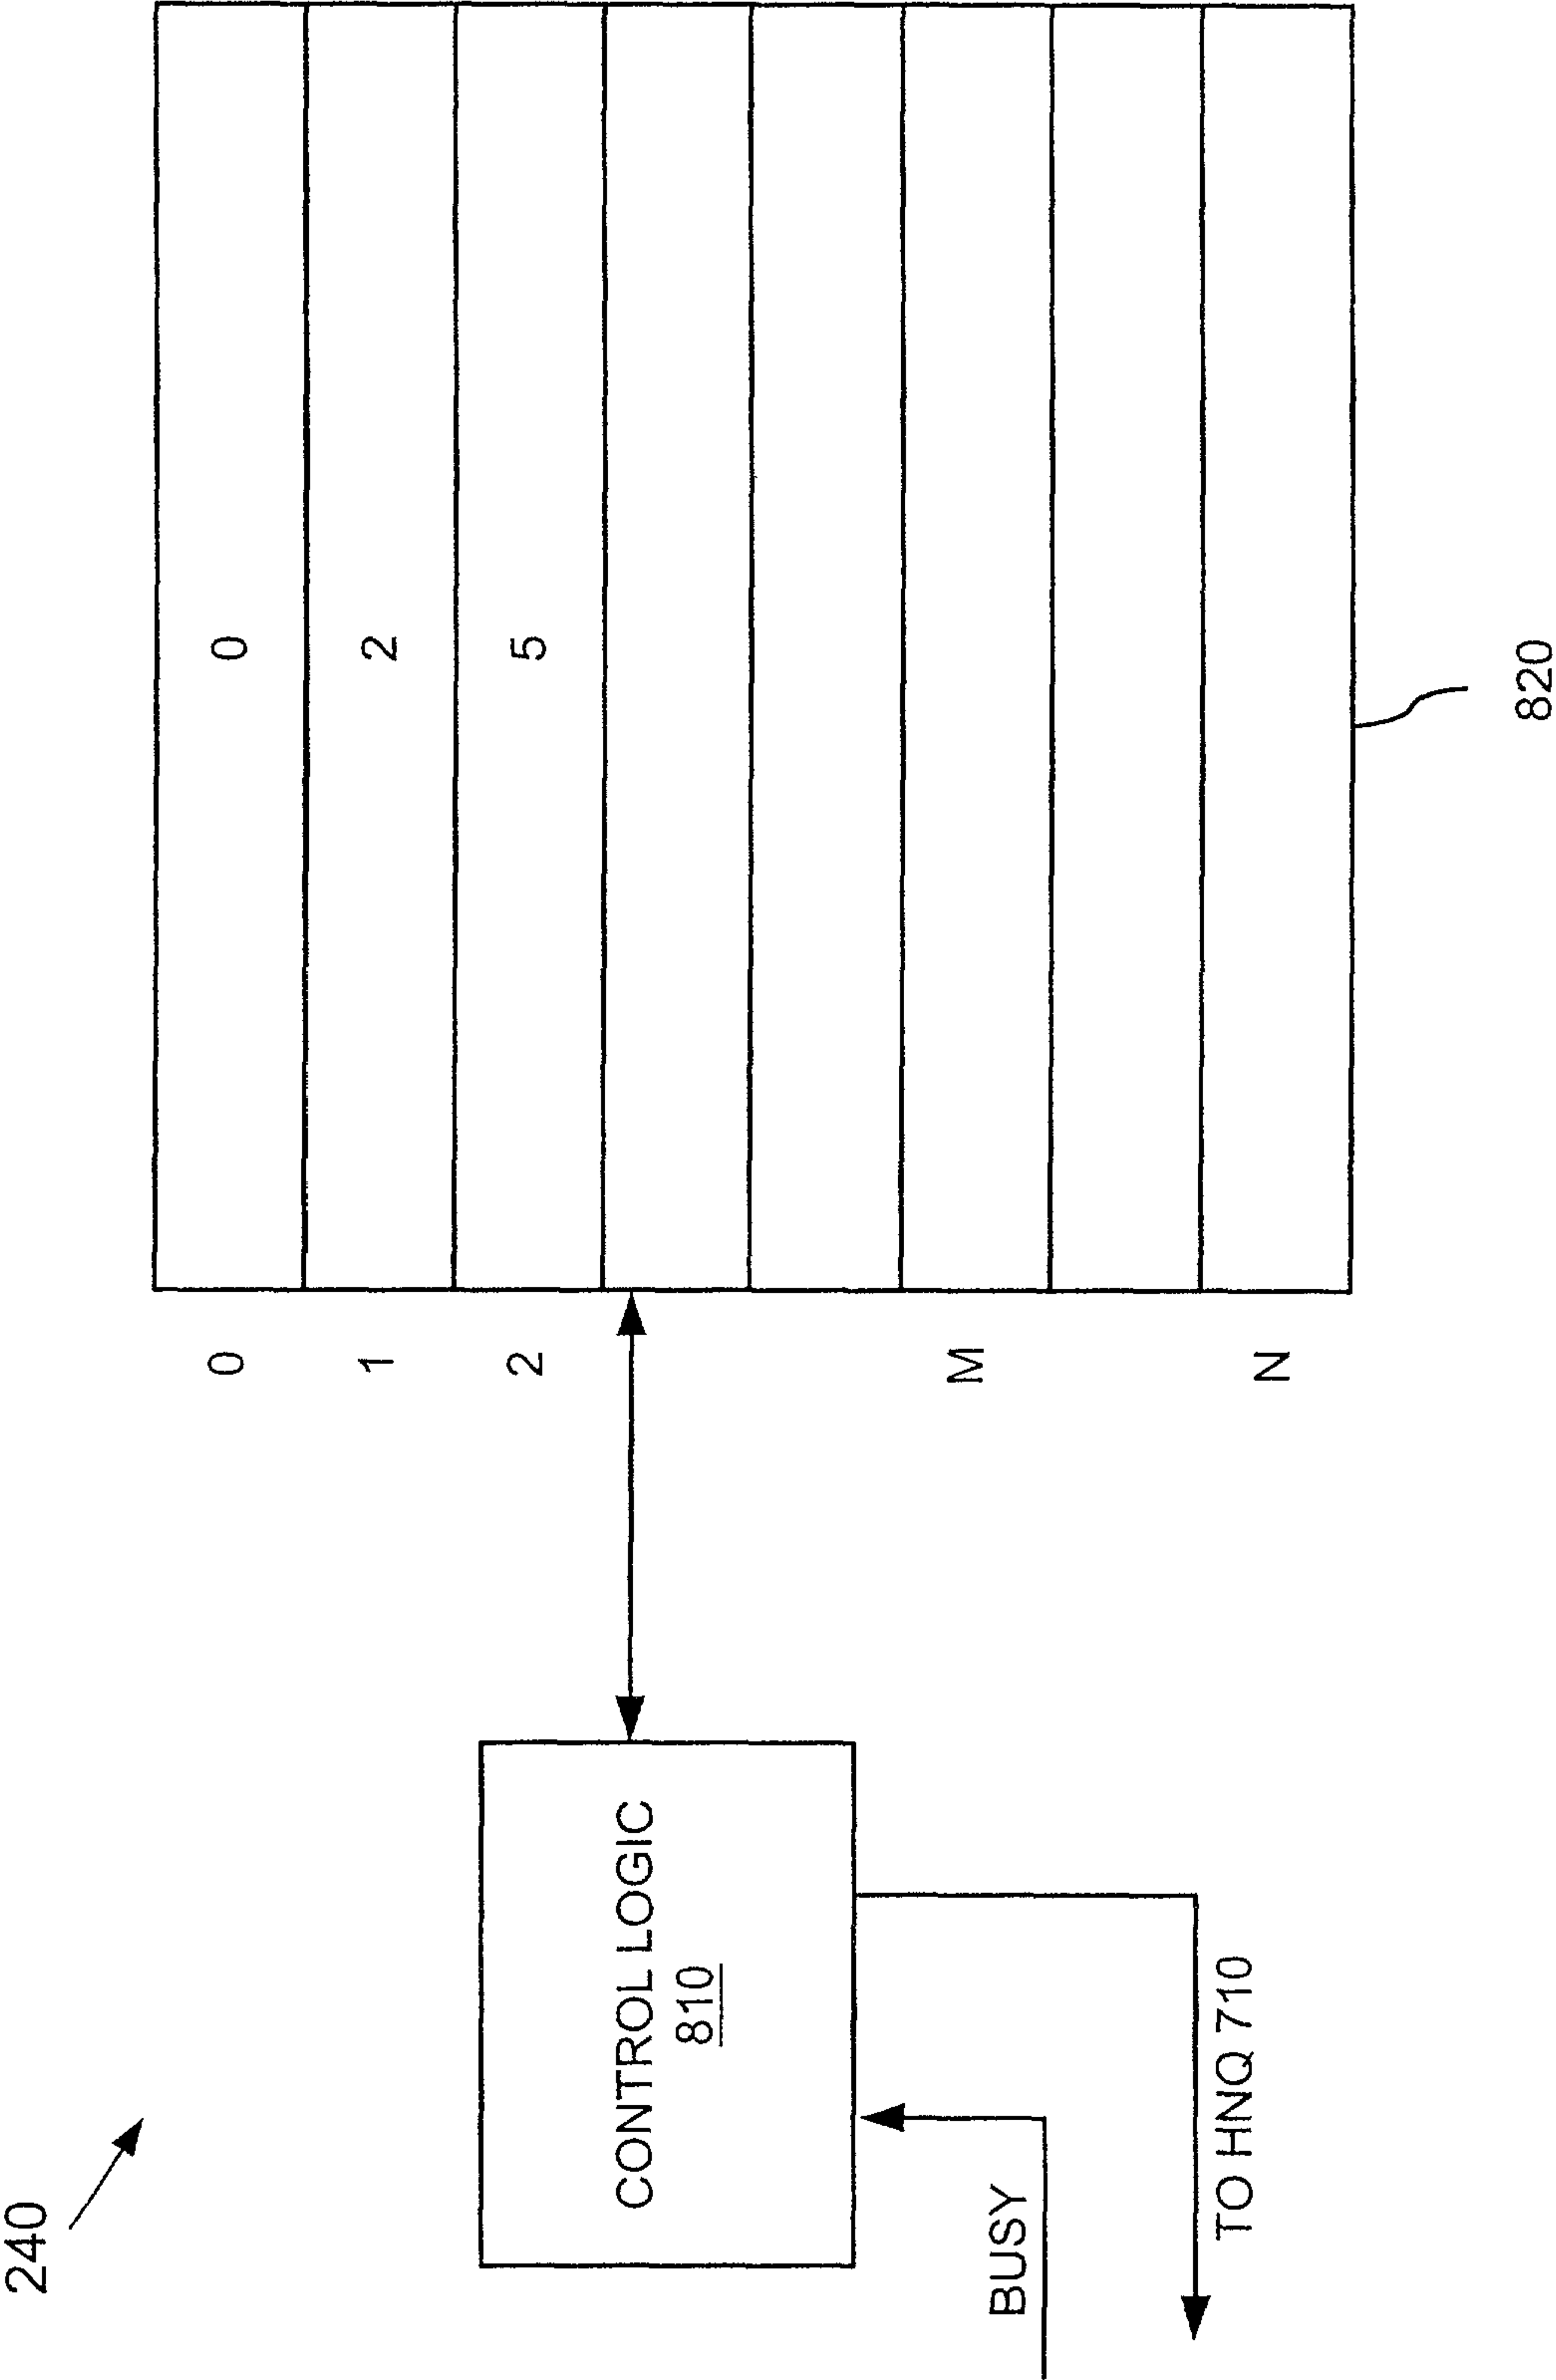 240
0 0
1 2
2 5
CONTROL LOGIC
810
M
BUSY
TO HNQ 710
N
820